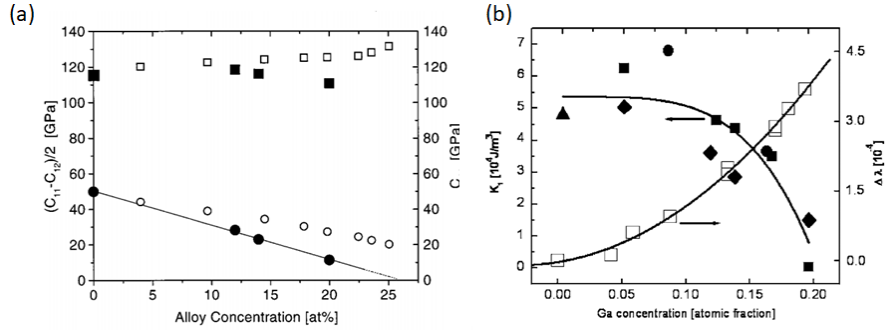 (a)
140
120
100
80
60
40
20
0
(C11-C12)/2 [GPa]
0 5 10 15 20 25
Alloy Concentration [at%]
140
120
100
80
60
40
20
0
C [GPa]
(b)
7
6
5
4
3
2
1
0
K1 [10^4J/m^3]
0.00 0.05 0.10 0.15 0.20
Ga concentration [atomic fraction]
4.5
3.0
1.5
0.0
Δλ [10^-4]